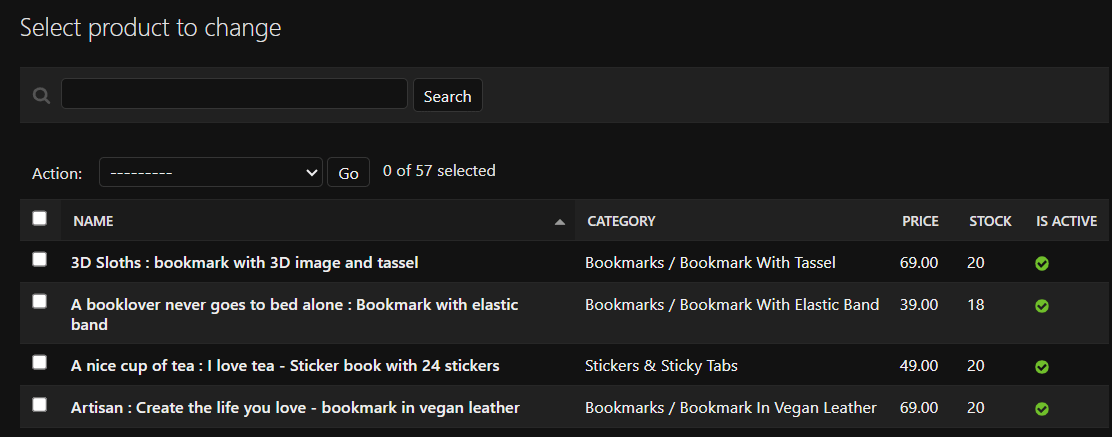 Select product to change
Search
Action: --------- Go 0 of 57 selected
NAME CATEGORY PRICE STOCK IS ACTIVE
3D Sloths : bookmark with 3D image and tassel Bookmarks / Bookmark With Tassel 69.00 20
A booklover never goes to bed alone : Bookmark with elastic Bookmarks / Bookmark With Elastic Band 39.00 18
band
A nice cup of tea : I love tea - Sticker book with 24 stickers Stickers & Sticky Tabs 49.00 20
Artisan : Create the life you love - bookmark in vegan leather Bookmarks / Bookmark In Vegan Leather 69.00 20